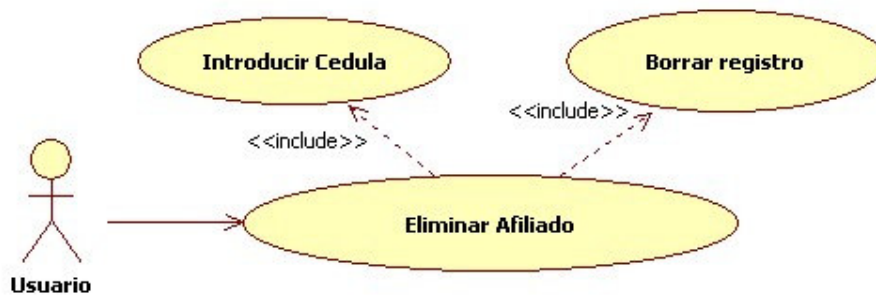 Introducir Cedula
Borrar registro
<<include>>
<<include>>
Eliminar Afiliado
Usuario